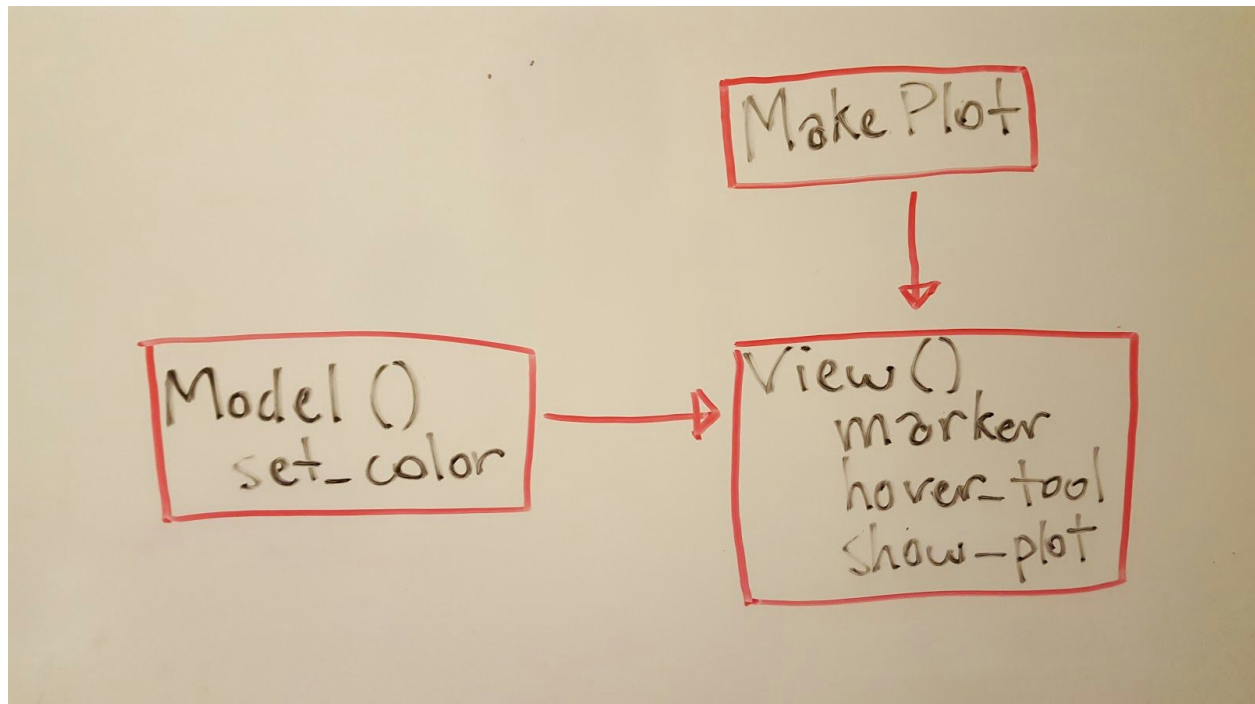 Make Plot
Model ()
set_color
View ()
marker
hover_tool
show_plot